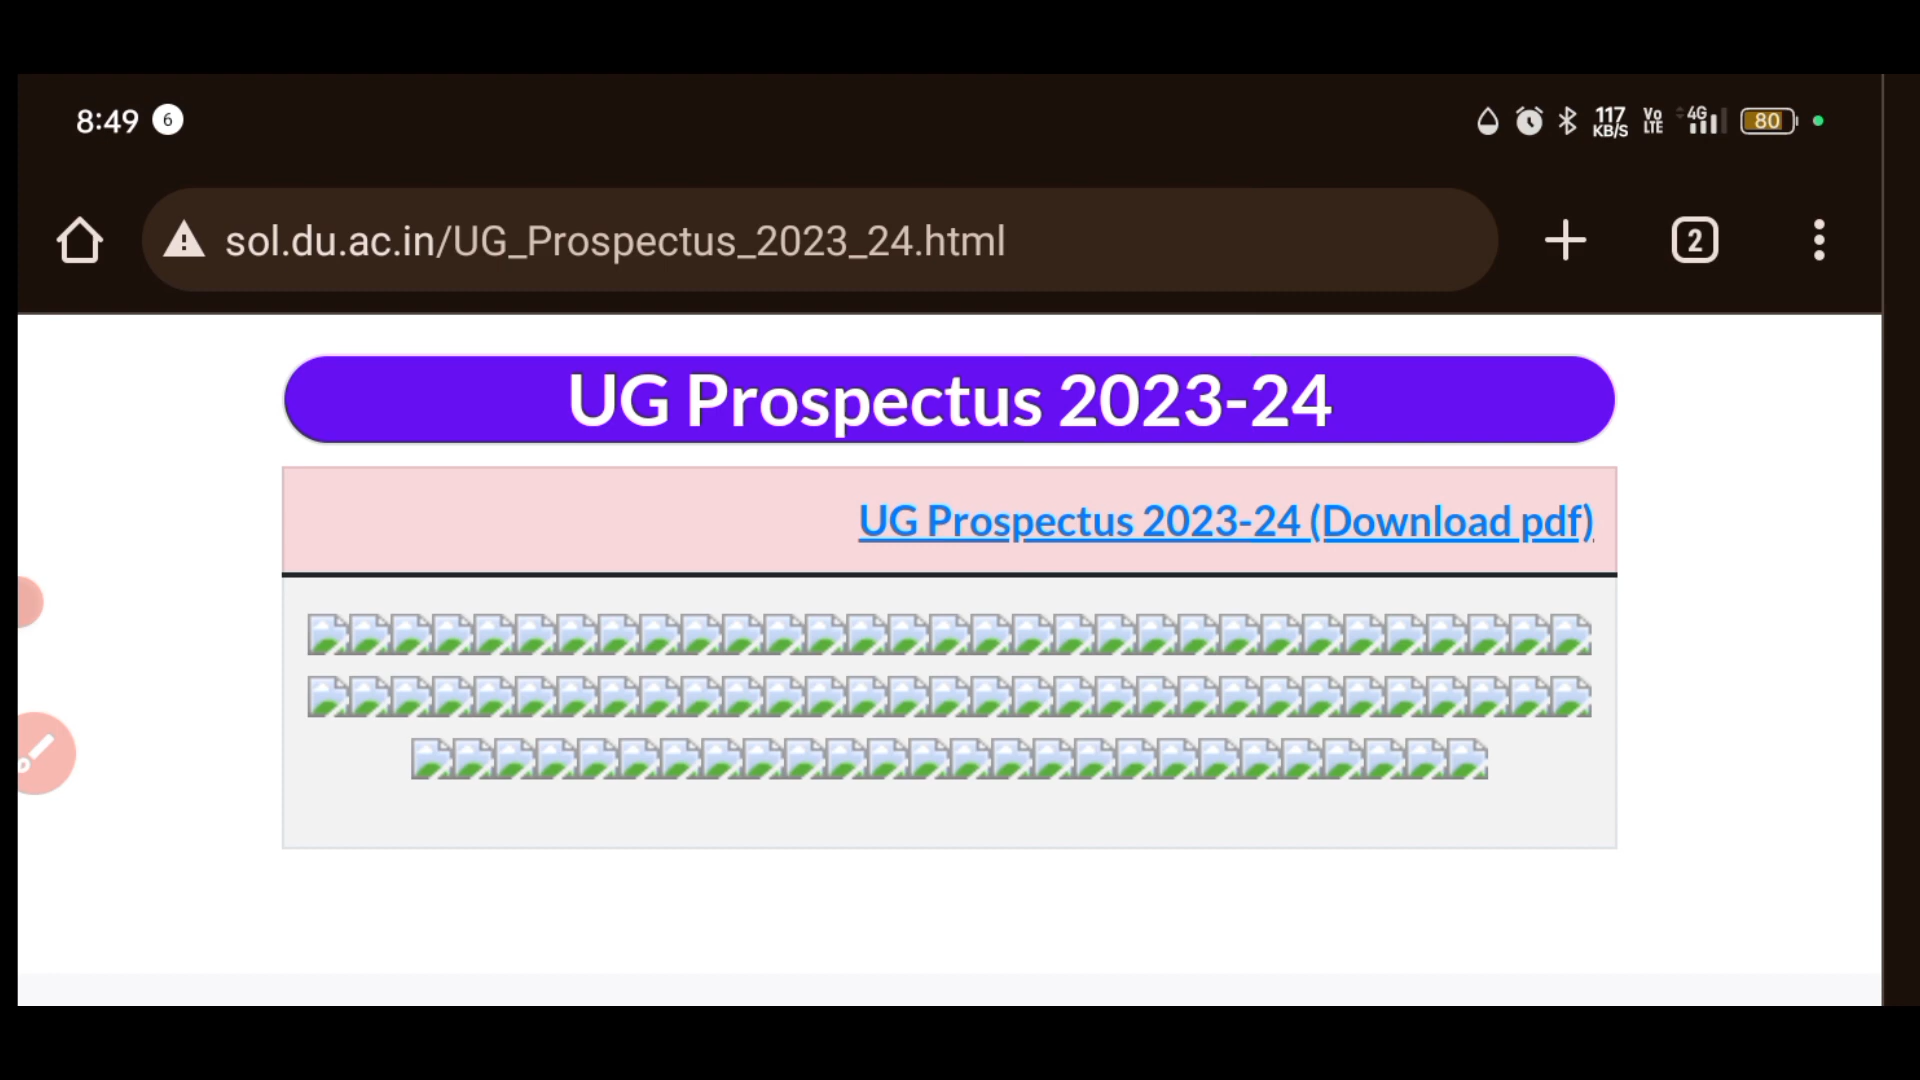 8:49 6 117 KB/S Vo LTE 4G 80
sol.du.ac.in/UG_Prospectus_2023_24.html 2
UG Prospectus 2023-24
UG Prospectus 2023-24 (Download pdf)